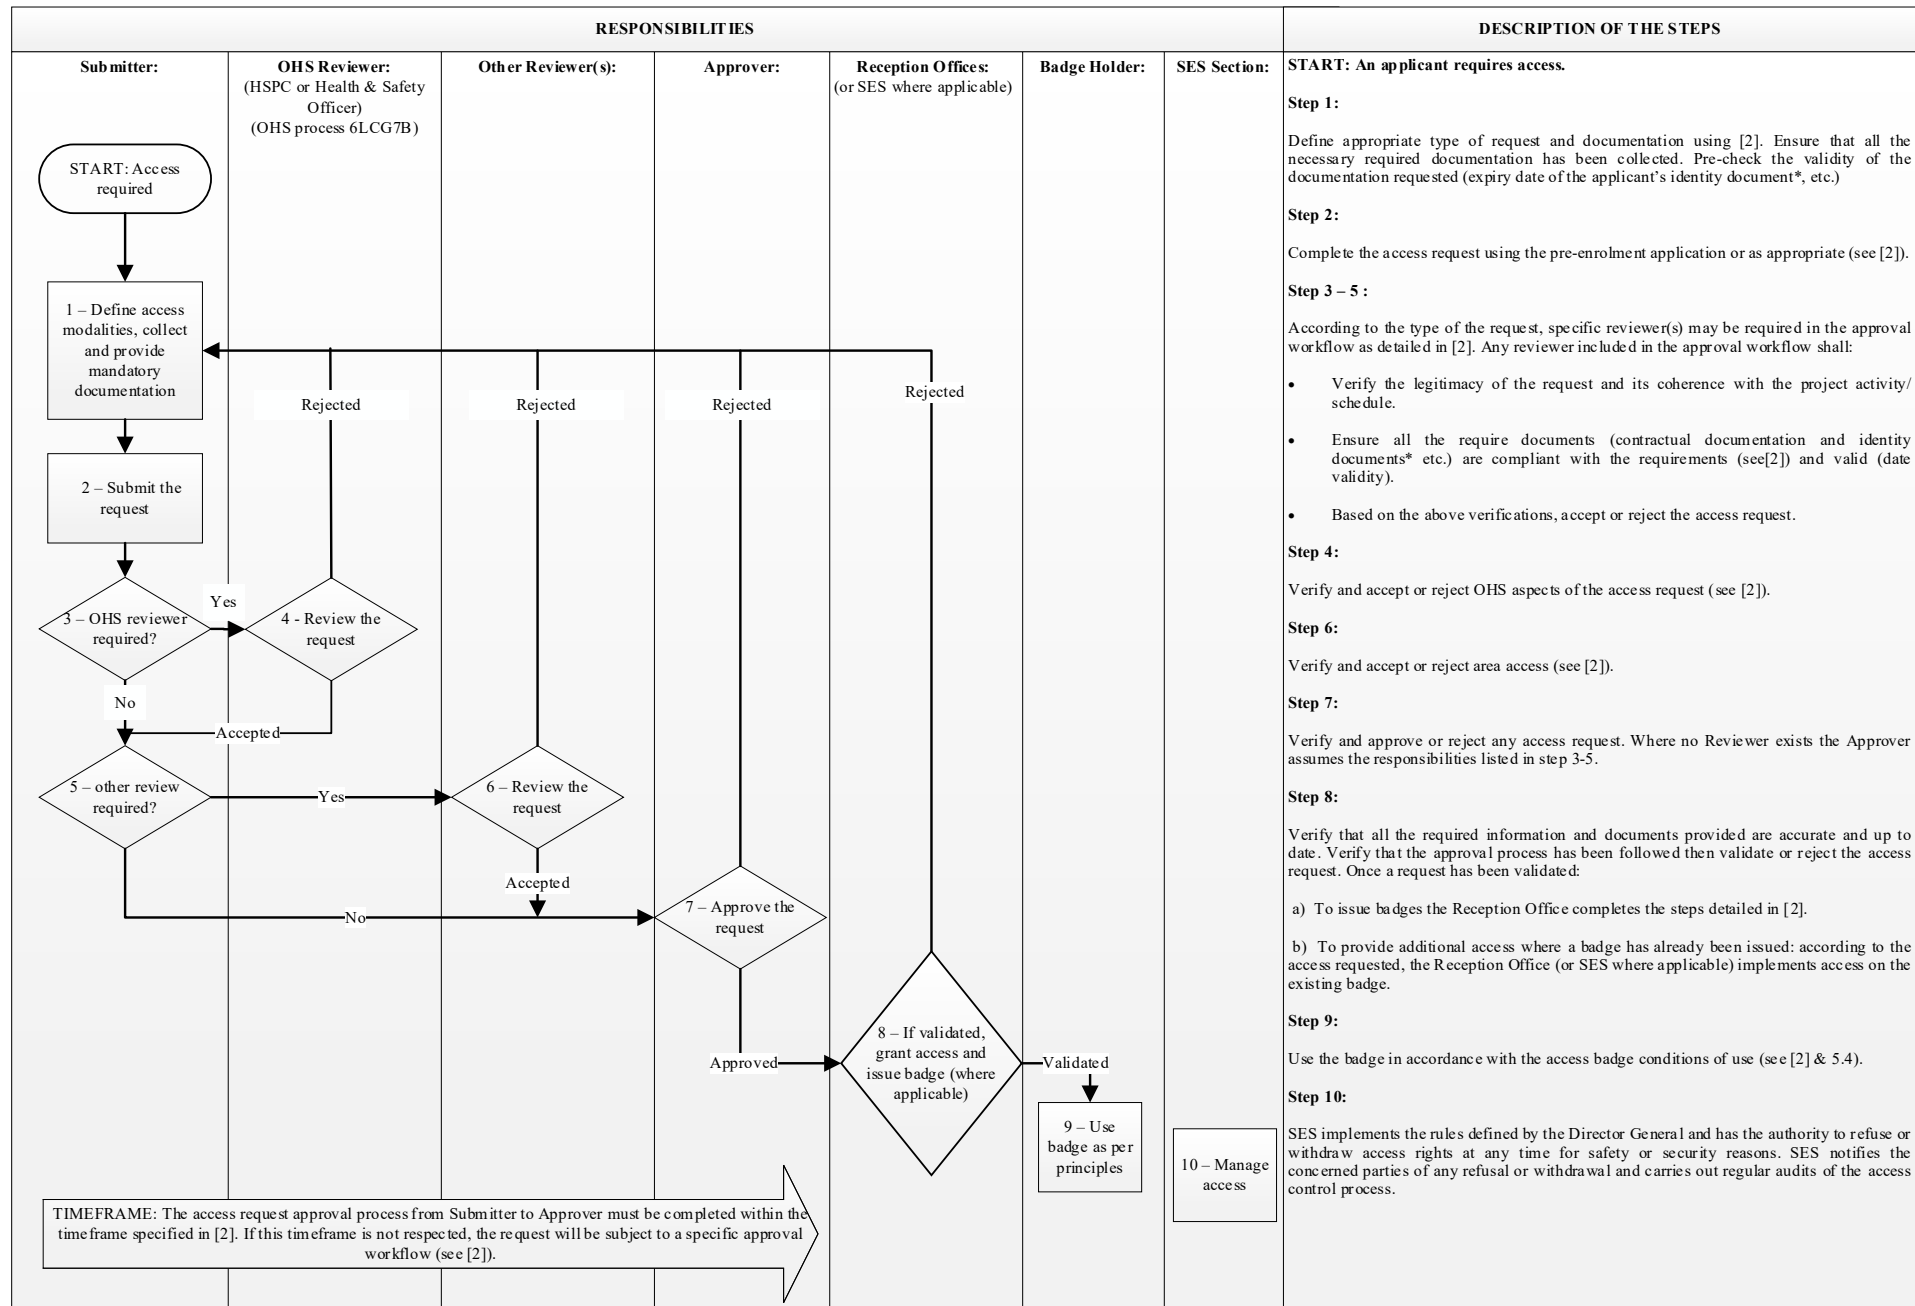 RESPONSIBILITIES
DESCRIPTION OF THE STEPS
Submitter:
OHS Reviewer:
(HSPC or Health & Safety
Officer)
(OHS process 6LCG7B)
Other Reviewer(s):
Approver:
Reception Offices:
(or SES where applicable)
Badge Holder:
SES Section:
START: Access
required
1 – Define access
modalities, collect
and provide
mandatory
documentation
Rejected
Rejected
Rejected
Rejected
2 – Submit the
request
3 – OHS reviewer
required?
Yes
4 - Review the
request
No
Accepted
5 – other review
required?
Yes
6 – Review the
request
Accepted
No
7 – Approve the
request
Approved
8 – If validated,
grant access and
issue badge (where
applicable)
Validated
9 – Use
badge as per
principles
10 – Manage
access
TIMEFRAME: The access request approval process from Submitter to Approver must be completed within the
timeframe specified in [2]. If this timeframe is not respected, the request will be subject to a specific approval
workflow (see [2]).
START: An applicant requires access.
Step 1:
Define appropriate type of request and documentation using [2]. Ensure that all the
necessary required documentation has been collected. Pre-check the validity of the
documentation requested (expiry date of the applicant’s identity document*, etc.)
Step 2:
Complete the access request using the pre-enrolment application or as appropriate (see [2]).
Step 3 – 5 :
According to the type of the request, specific reviewer(s) may be required in the approval
workflow as detailed in [2]. Any reviewer included in the approval workflow shall:
• Verify the legitimacy of the request and its coherence with the project activity/
schedule.
• Ensure all the require documents (contractual documentation and identity
documents* etc.) are compliant with the requirements (see[2]) and valid (date
validity).
• Based on the above verifications, accept or reject the access request.
Step 4:
Verify and accept or reject OHS aspects of the access request (see [2]).
Step 6:
Verify and accept or reject area access (see [2]).
Step 7:
Verify and approve or reject any access request. Where no Reviewer exists the Approver
assumes the responsibilities listed in step 3-5.
Step 8:
Verify that all the required information and documents provided are accurate and up to
date. Verify that the approval process has been followed then validate or reject the access
request. Once a request has been validated:
a) To issue badges the Reception Office completes the steps detailed in [2].
b) To provide additional access where a badge has already been issued: according to the
access requested, the Reception Office (or SES where applicable) implements access on the
existing badge.
Step 9:
Use the badge in accordance with the access badge conditions of use (see [2] & 5.4).
Step 10:
SES implements the rules defined by the Director General and has the authority to refuse or
withdraw access rights at any time for safety or security reasons. SES notifies the
concerned parties of any refusal or withdrawal and carries out regular audits of the access
control process.